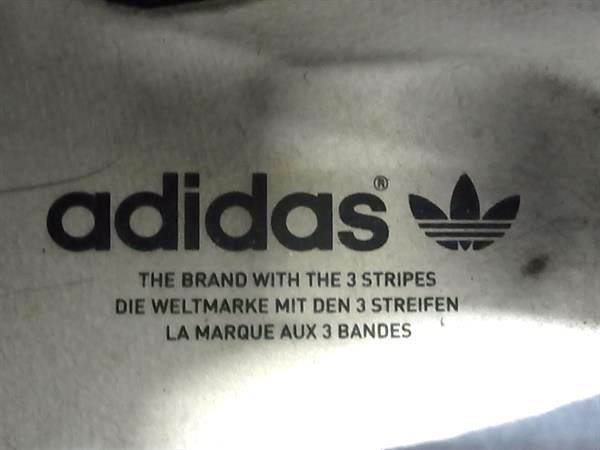 adidas®
THE BRAND WITH THE 3 STRIPES
DIE WELTMARKE MIT DEN 3 STREIFEN
LA MARQUE AUX 3 BANDES